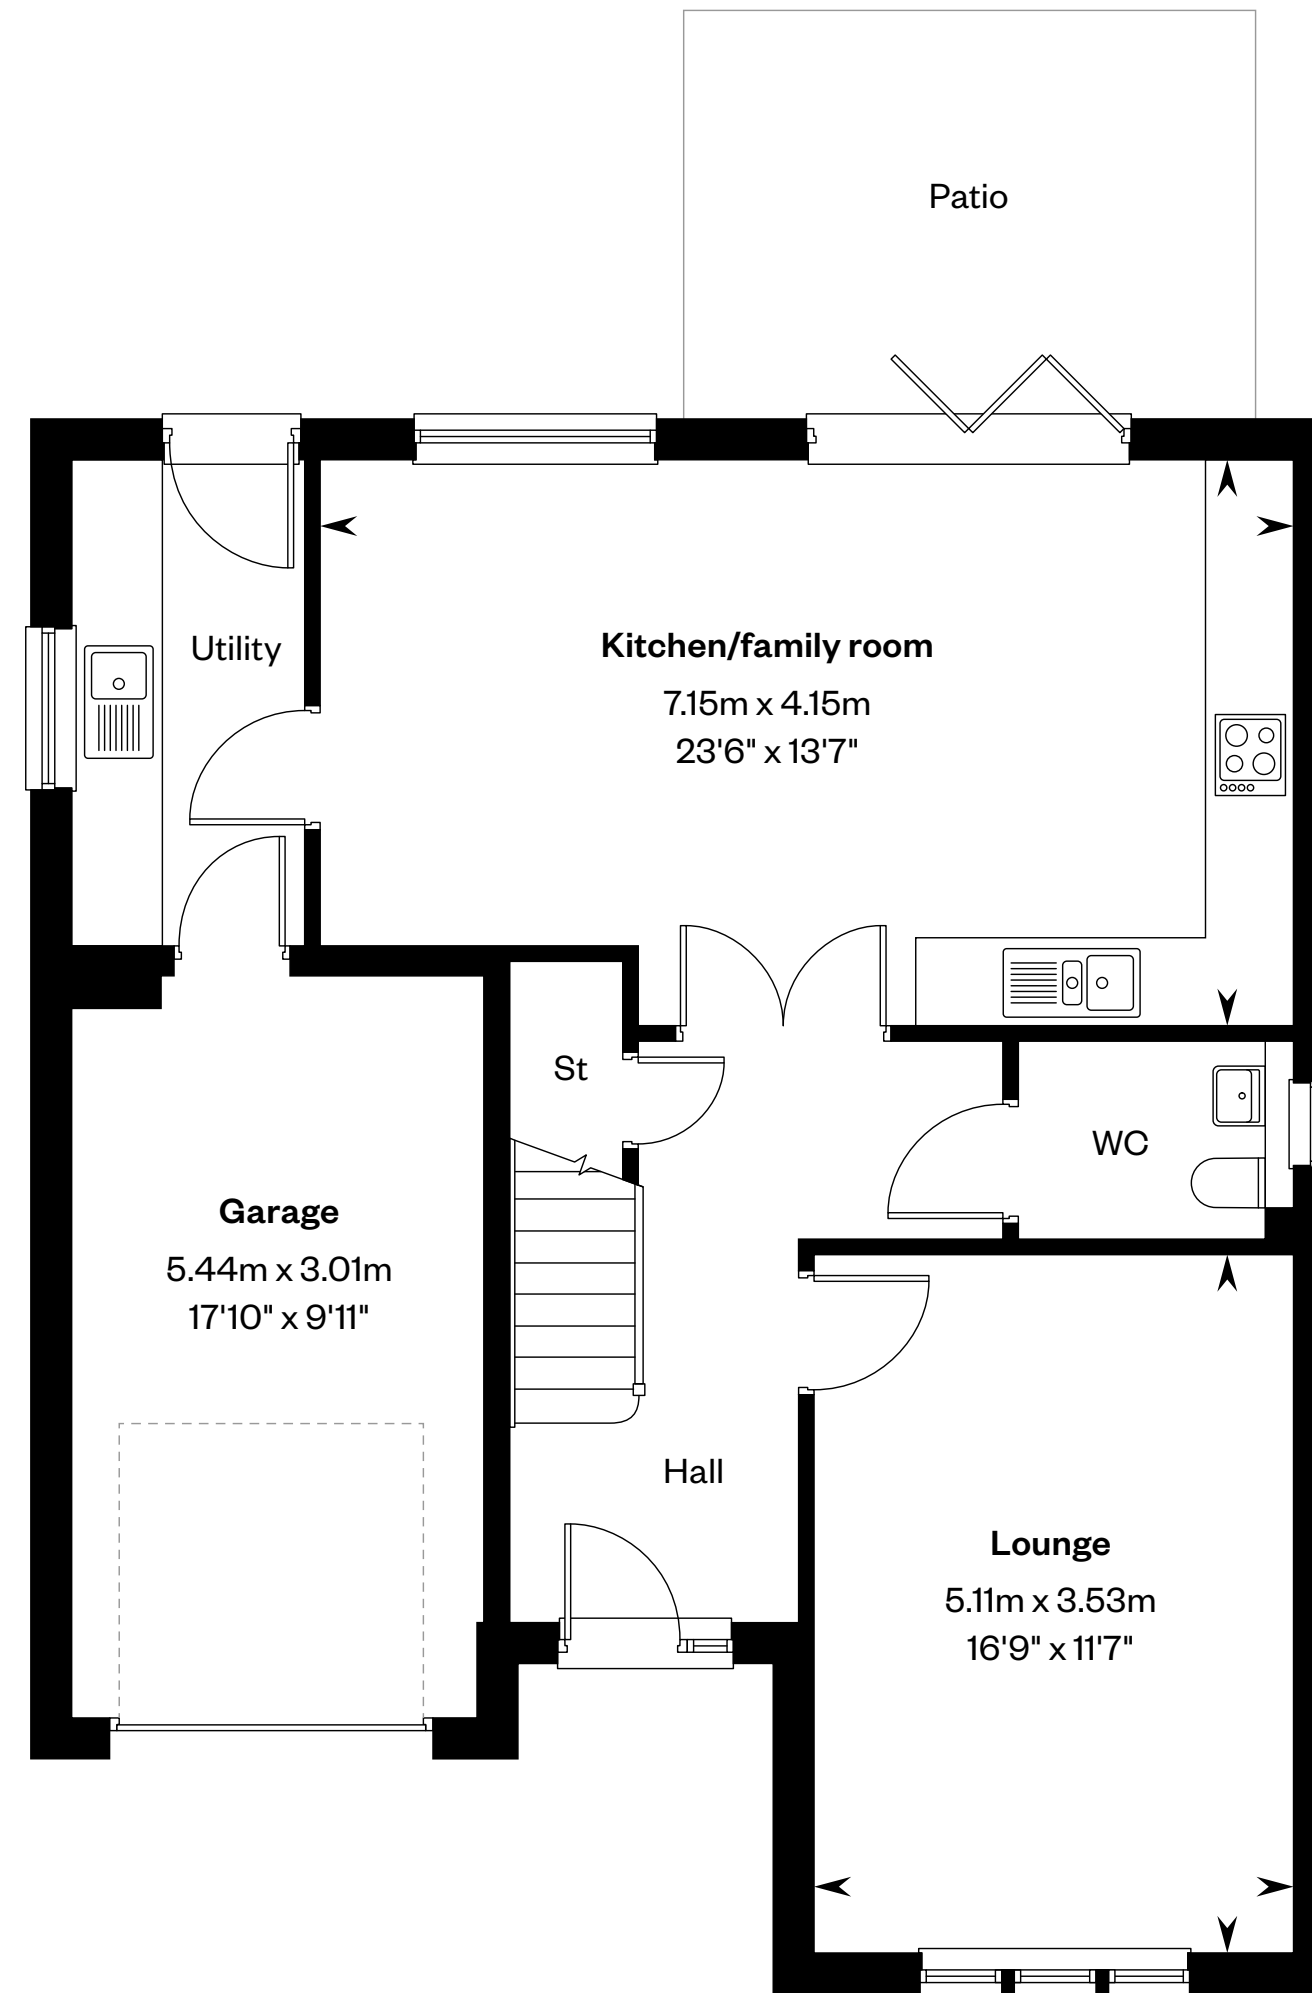 Patio
Utility
Kitchen/family room
7.15m x 4.15m
23'6" x 13'7"
St
WC
Garage
5.44m x 3.01m
17'10" x 9'11"
Hall
Lounge
5.11m x 3.53m
16'9" x 11'7"